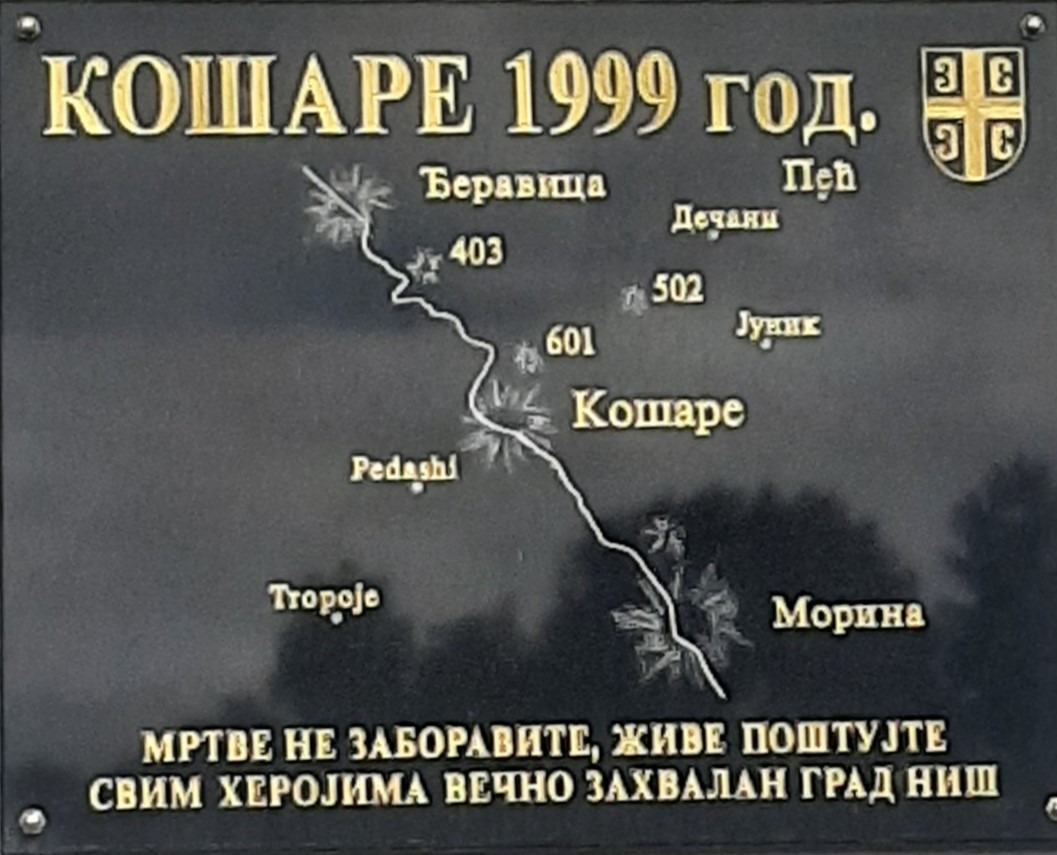 КОШАРЕ 1999 год.
Ђеравица
Пећ
Дечани
403
502
Јуник
601
Кошаре
Pedashi
Тropoje
Морина
МРТВЕ НЕ ЗАБОРАВИТЕ, ЖИВЕ ПОШТУЈТЕ
СВИМ ХЕРОЈИМА ВЕЧНО ЗАХВАЛАН ГРАД НИШ